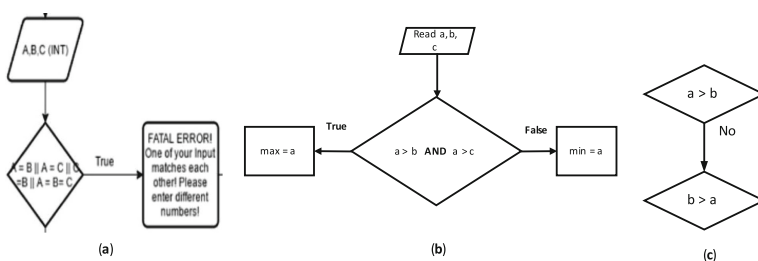 A,B,C (INT)
A = B || A = C || C
=B || A = B= C
True
FATAL ERROR!
One of your Input
matches each
other! Please
enter different
numbers!
(a)
Read a,b,
c
True
False
max = a
a > b AND a > c
min = a
(b)
a > b
No
b > a
(c)